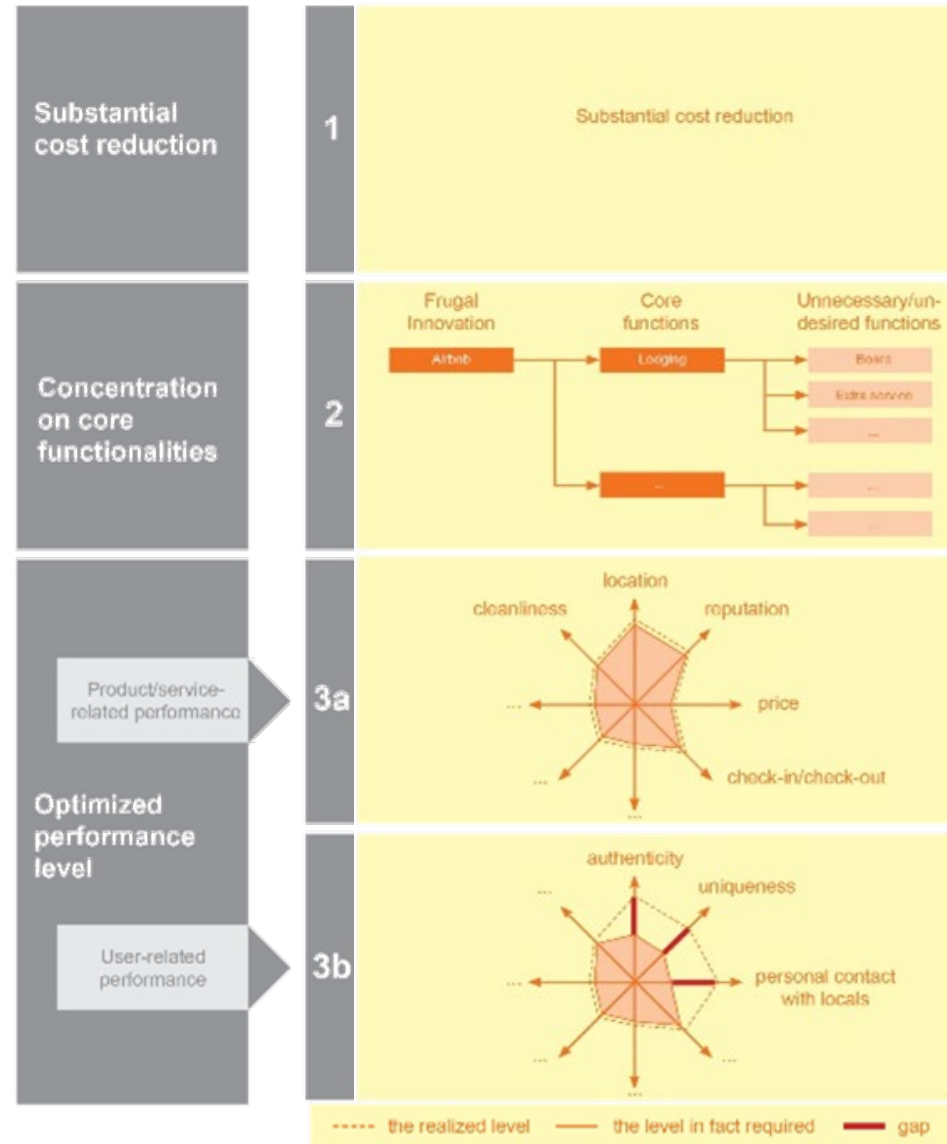 Substantial
cost reduction
1
Substantial cost reduction
Concentration
on core
functionalities
2
Frugal
Innovation
Core
functions
Unnecessary/un-
desired functions
Airbnb
Lodging
Board
Extra service
...
...
...
...
Optimized
performance
level
Product/service-
related performance
3a
location
cleanliness
reputation
...
price
...
check-in/check-out
...
User-related
performance
3b
authenticity
...
uniqueness
...
personal contact
with locals
...
...
...
the realized level
the level in fact required
gap